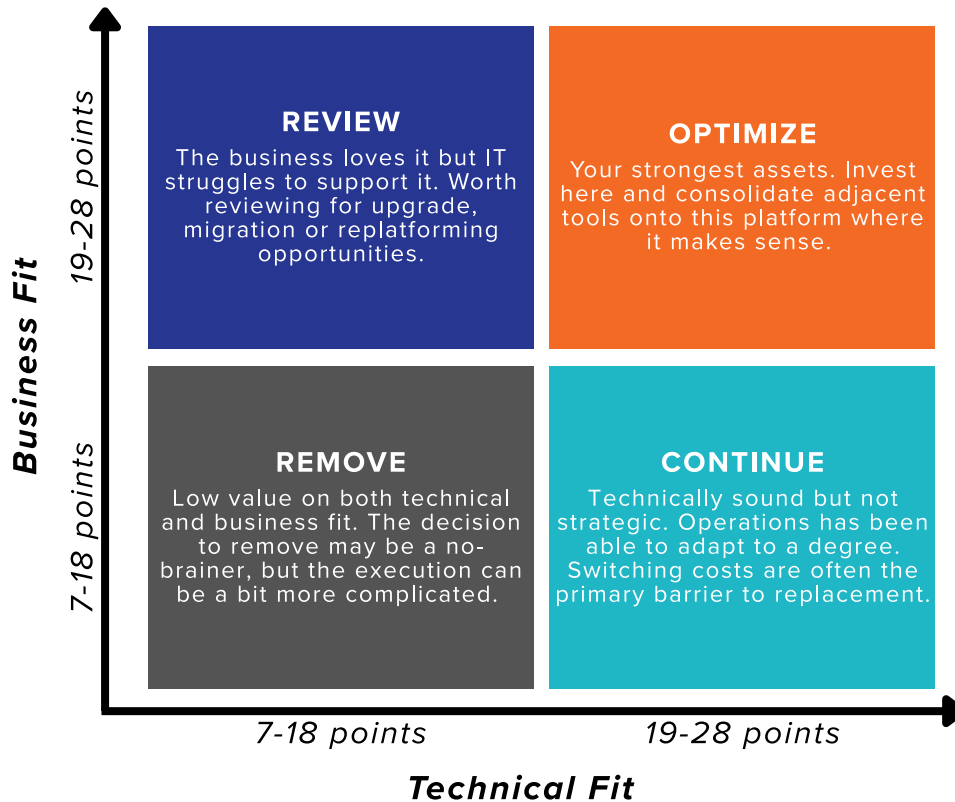 Business Fit
19-28 points
7-18 points
REVIEW
The business loves it but IT
struggles to support it. Worth
reviewing for upgrade,
migration or replatforming
opportunities.
OPTIMIZE
Your strongest assets. Invest
here and consolidate adjacent
tools onto this platform where
it makes sense.
REMOVE
Low value on both technical
and business fit. The decision
to remove may be a no-
brainer, but the execution can
be a bit more complicated.
CONTINUE
Technically sound but not
strategic. Operations has been
able to adapt to a degree.
Switching costs are often the
primary barrier to replacement.
7-18 points
19-28 points
Technical Fit